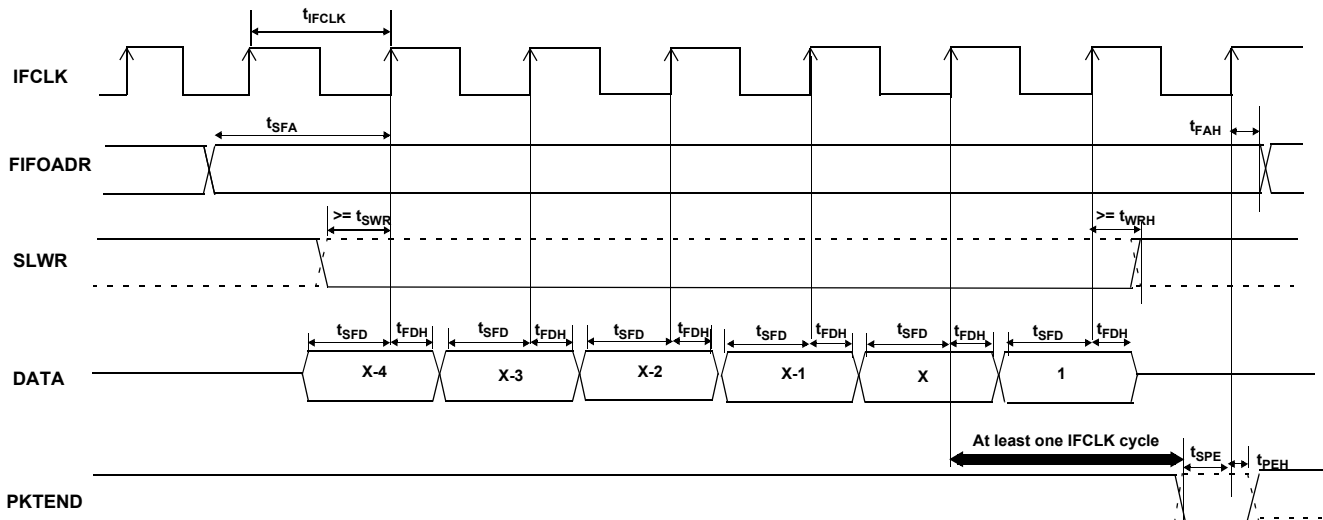 tIFCLK
IFCLK
tSFA
tFAH
FIFOADR
>= tSWR
>= tWRH
SLWR
tSFD tFDH tSFD tFDH tSFD tFDH tSFD tFDH tSFD tFDH tSFD tFDH
DATA X-4 X-3 X-2 X-1 X 1
At least one IFCLK cycle
tSPE tPEH
PKTEND